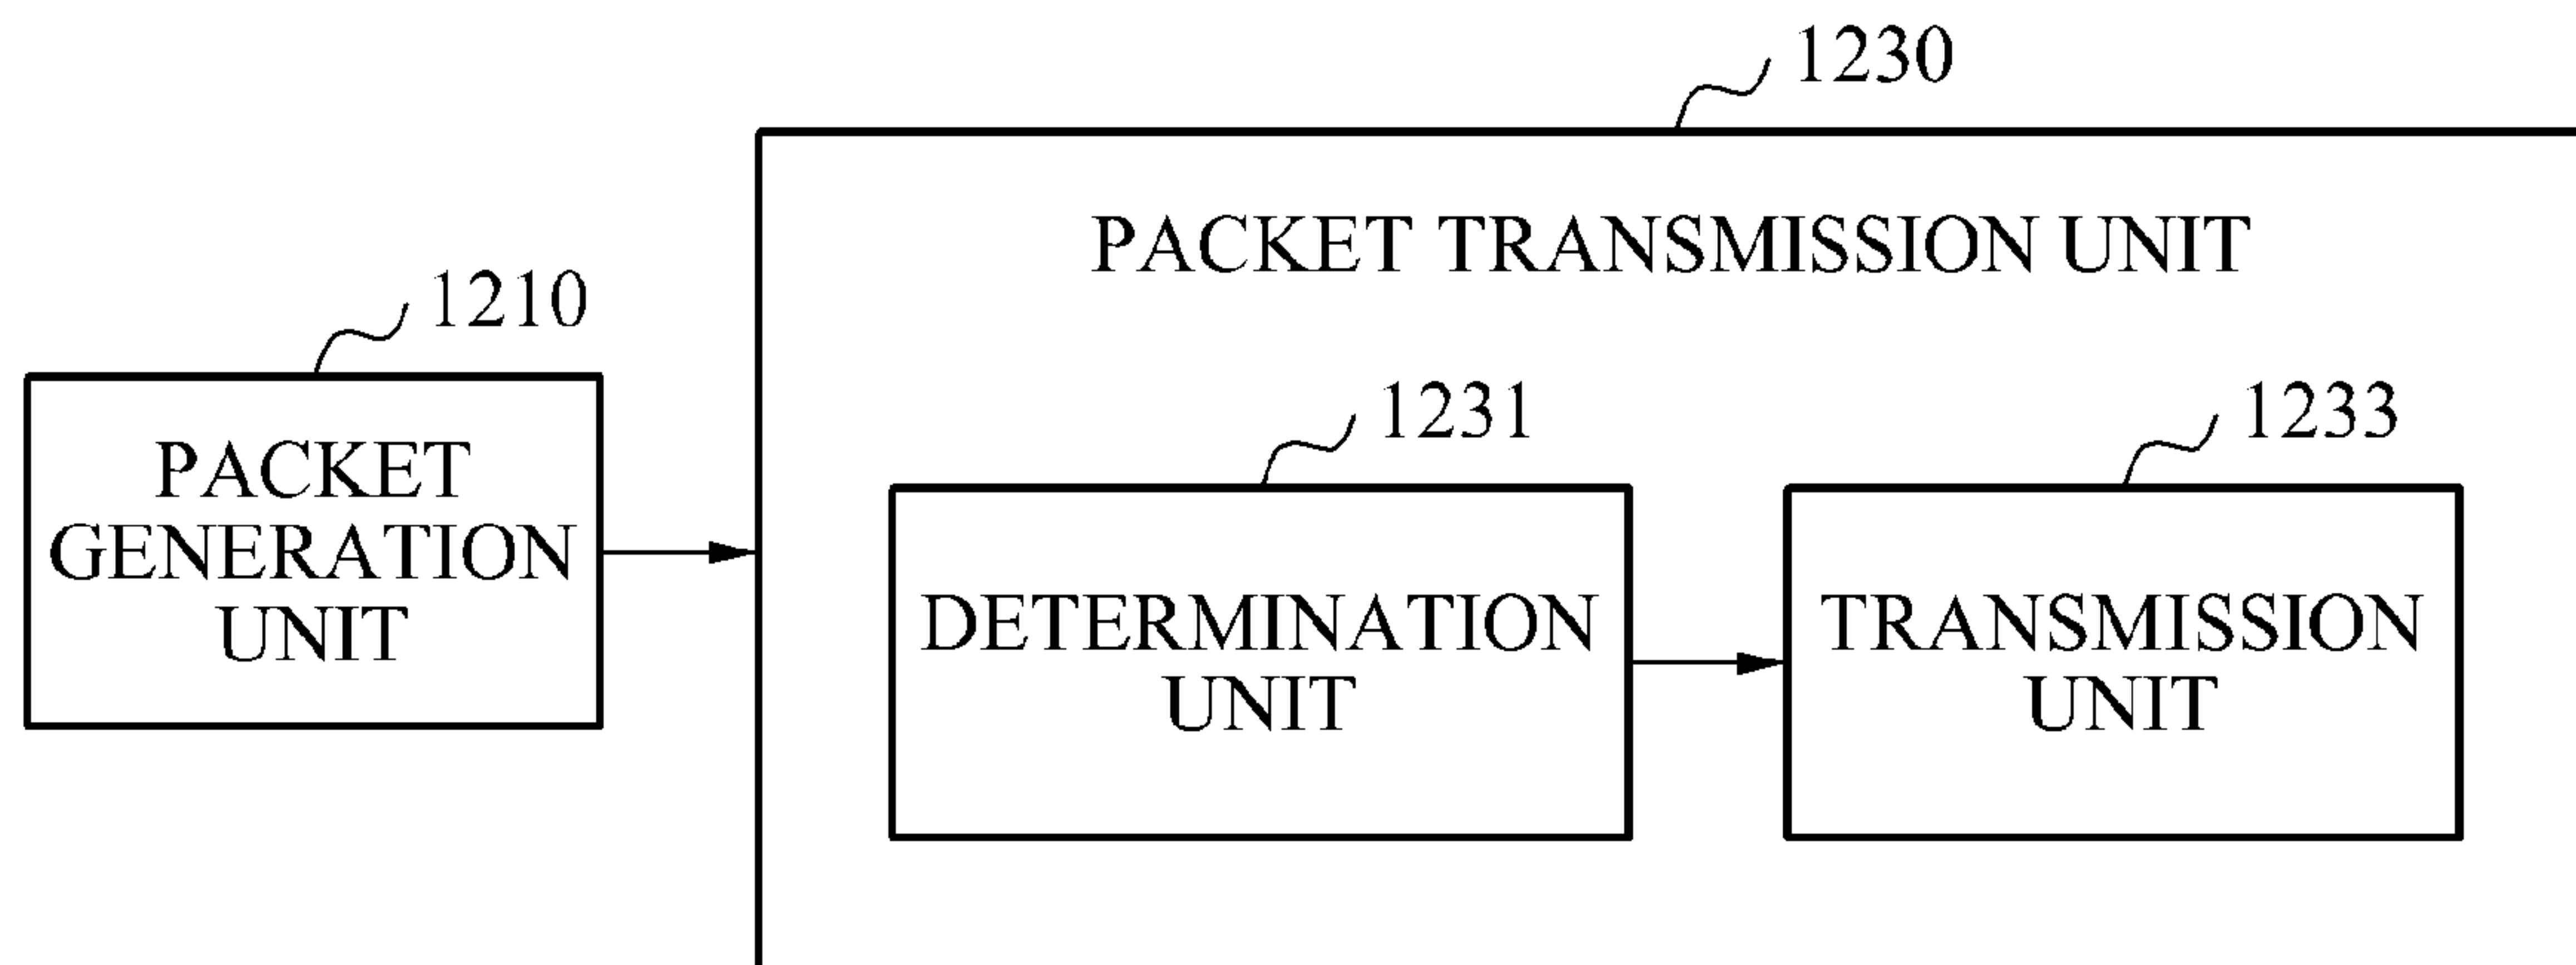 1230
PACKET TRANSMISSION UNIT
1210
PACKET
GENERATION
UNIT
1231
DETERMINATION
UNIT
1233
TRANSMISSION
UNIT